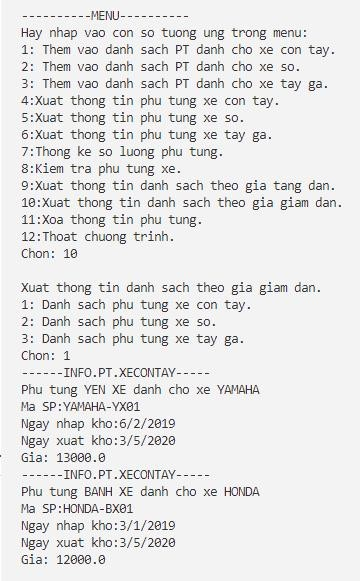 ----------MENU----------
Hay nhap vao con so tuong ung trong menu:
1: Them vao danh sach PT danh cho xe con tay.
2: Them vao danh sach PT danh cho xe so.
3: Them vao danh sach PT danh cho xe tay ga.
4:Xuat thong tin phu tung xe con tay.
5:Xuat thong tin phu tung xe so.
6:Xuat thong tin phu tung xe tay ga.
7:Thong ke so luong phu tung.
8:Kiem tra phu tung xe.
9:Xuat thong tin danh sach theo gia tang dan.
10:Xuat thong tin danh sach theo gia giam dan.
11:Xoa thong tin phu tung.
12:Thoat chuong trinh.
Chon: 10
Xuat thong tin danh sach theo gia giam dan.
1: Danh sach phu tung xe con tay.
2: Danh sach phu tung xe so.
3: Danh sach phu tung xe tay ga.
Chon: 1
------INFO.PT.XECONTAY-----
Phu tung YEN XE danh cho xe YAMAHA
Ma SP:YAMAHA-YX01
Ngay nhap kho:6/2/2019
Ngay xuat kho:3/5/2020
Gia: 13000.0
------INFO.PT.XECONTAY-----
Phu tung BANH XE danh cho xe HONDA
Ma SP:HONDA-BX01
Ngay nhap kho:3/1/2019
Ngay xuat kho:3/5/2020
Gia: 12000.0